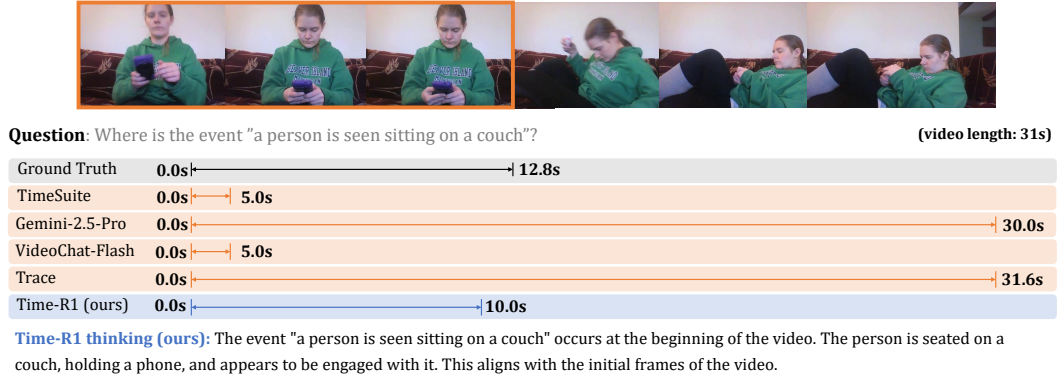 Question: Where is the event "a person is seen sitting on a couch"? (video length: 31s)
Ground Truth 0.0s 12.8s
TimeSuite 0.0s 5.0s
Gemini-2.5-Pro 0.0s 30.0s
VideoChat-Flash 0.0s 5.0s
Trace 0.0s 31.6s
Time-R1 (ours) 0.0s 10.0s
Time-R1 thinking (ours): The event "a person is seen sitting on a couch" occurs at the beginning of the video. The person is seated on a
couch, holding a phone, and appears to be engaged with it. This aligns with the initial frames of the video.